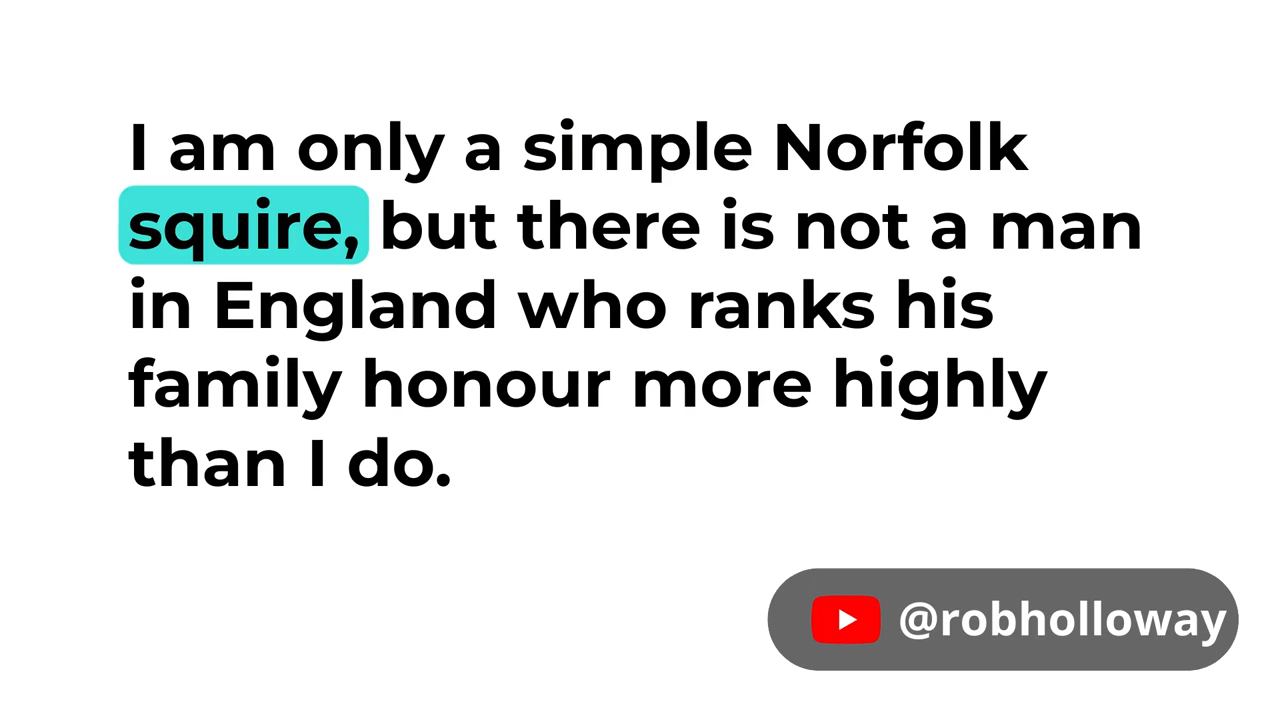 I am only a simple Norfolk
squire, but there is not a man
in England who ranks his
family honour more highly
than I do.
@robholloway